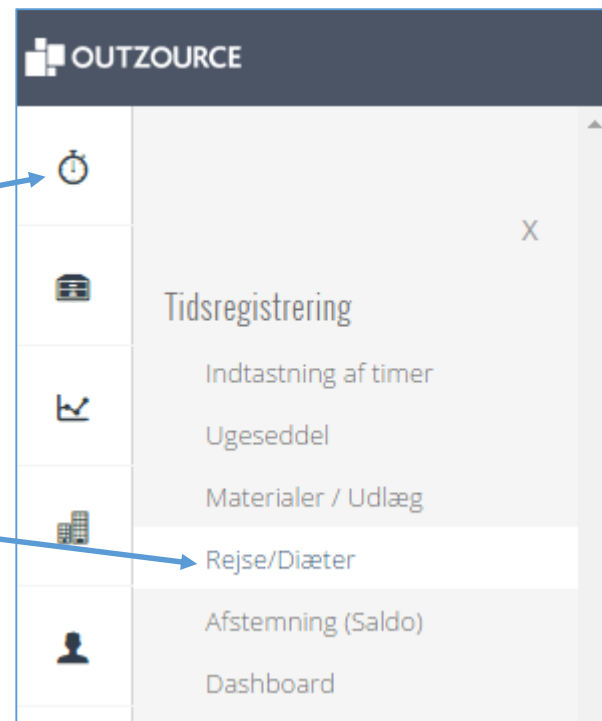 OUTZOURCE
X
Tidsregistrering
Indtastning af timer
Ugeseddel
Materialer / Udlæg
Rejse/Diæter
Afstemning (Saldo)
Dashboard